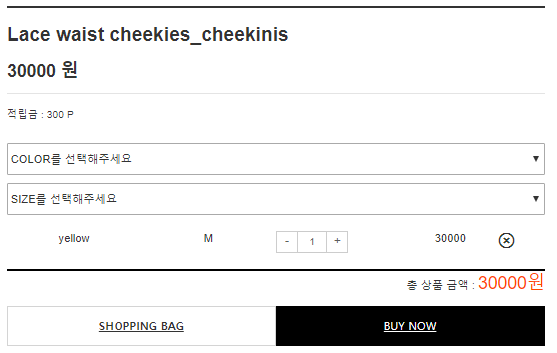 Lace waist cheekies_cheekinis
30000 원
적립금 : 300 P
COLOR를 선택해주세요 ▼
SIZE를 선택해주세요 ▼
yellow M - 1 + 30000
총 상품 금액 : 30000원
SHOPPING BAG BUY NOW